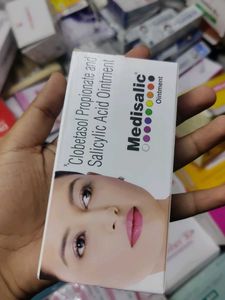 Clobetasol Propionate and
Salicylic Acid Ointment
Medisalic
Ointment